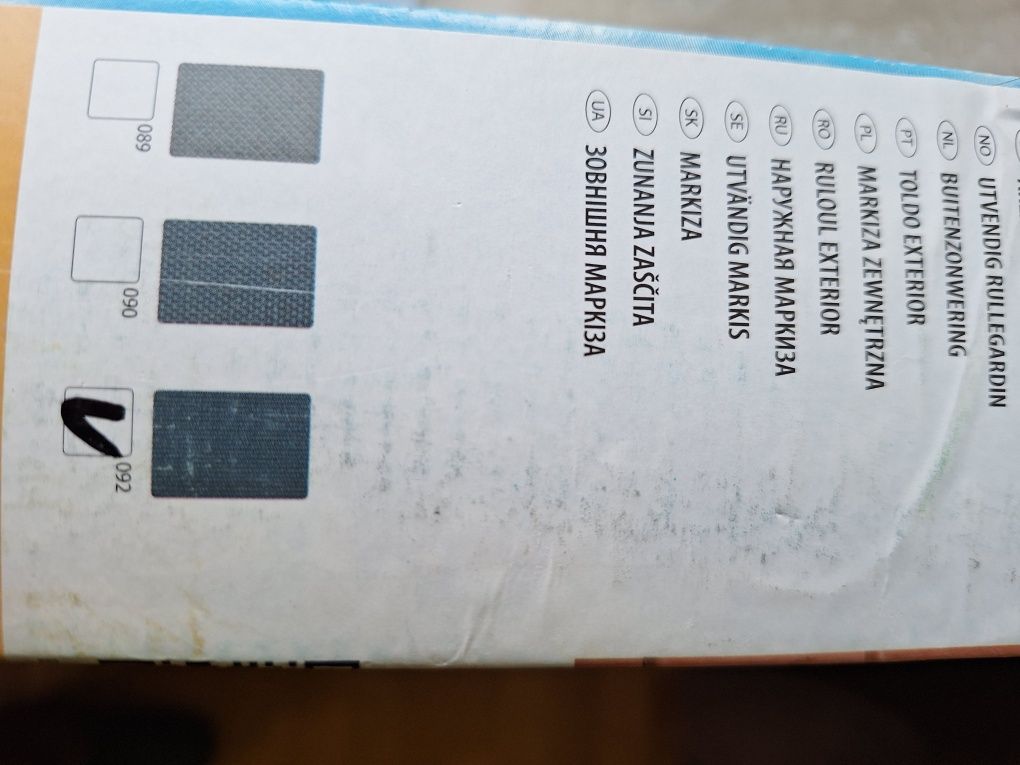 NO UTVENDIG RULLEGARDIN
NL BUITENZONWERING
PT TOLDO EXTERIOR
PL MARKIZA ZEWNĘTRZNA
RO RULOUL EXTERIOR
RU НАРУЖНАЯ МАРКИЗА
SE UTVÄNDIG MARKIS
SK MARKIZA
SI ZUNANJA ZAŠČITA
UA ЗОВНІШНЯ МАРКІЗА
089
090
092